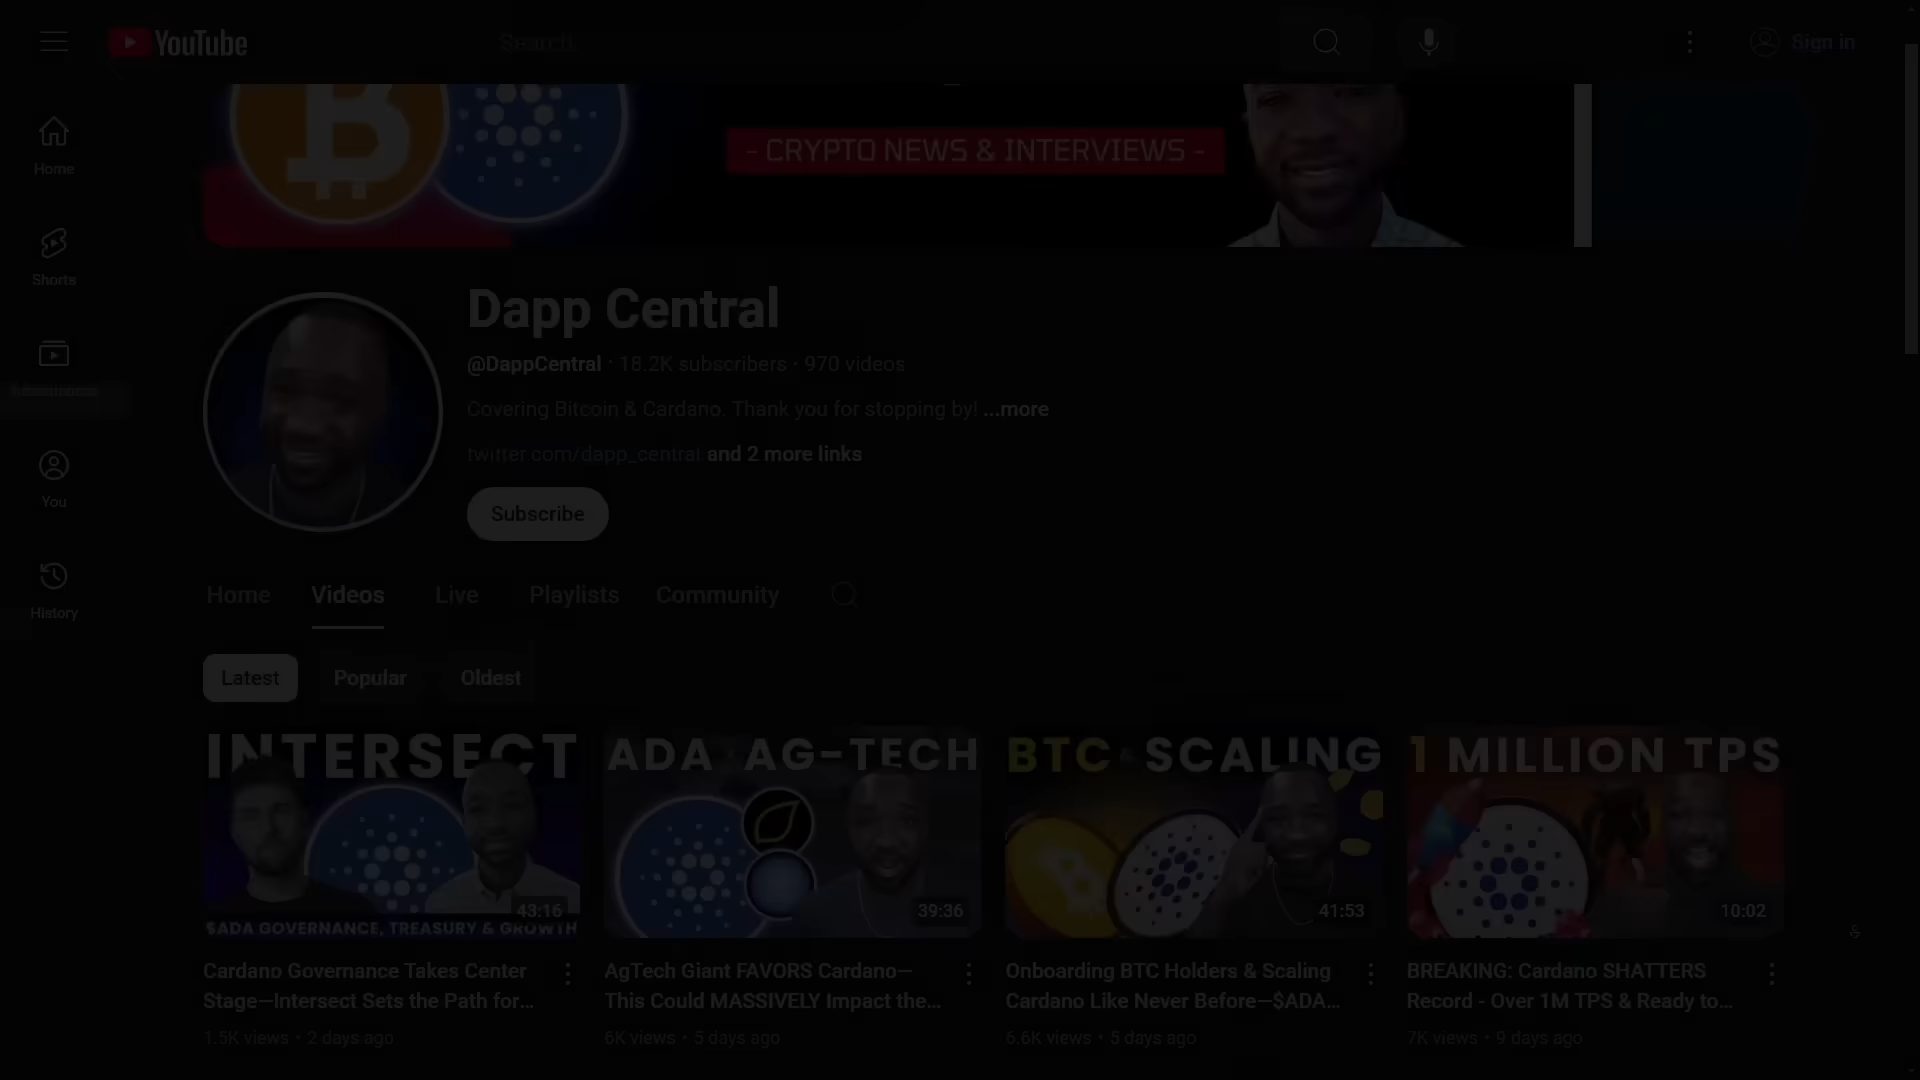 YouTube
Search
Sign in
Home
Shorts
You
History
- CRYPTO NEWS & INTERVIEWS -
Dapp Central
@DappCentral · 18.2K subscribers · 970 videos
Covering Bitcoin & Cardano. Thank you for stopping by! ...more
twitter.com/dapp_central and 2 more links
Subscribe
Home Videos Live Playlists Community
Latest Popular Oldest
INTERSECT
43:16
$ADA GOVERNANCE, TREASURY & GROWTH
Cardano Governance Takes Center
Stage—Intersect Sets the Path for...
1.5K views · 2 days ago
ADA AG-TECH
39:36
AgTech Giant FAVORS Cardano—
This Could MASSIVELY Impact the...
6K views · 5 days ago
BTC & SCALING
41:53
Onboarding BTC Holders & Scaling
Cardano Like Never Before—$ADA...
6.6K views · 5 days ago
1 MILLION TPS
10:02
BREAKING: Cardano SHATTERS
Record - Over 1M TPS & Ready to...
7K views · 9 days ago